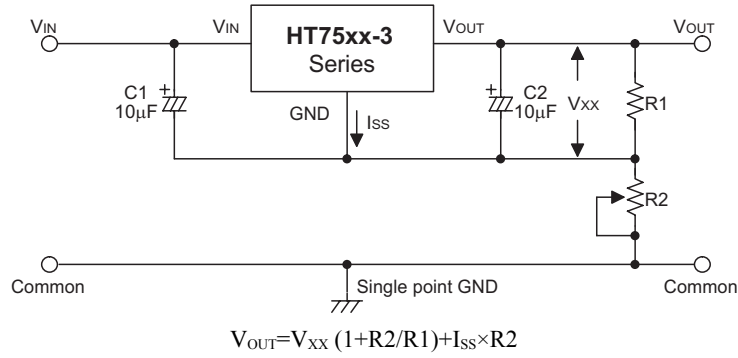 VIN VIN HT75xx-3 VOUT VOUT
Series
C1
10μF
GND
ISS
C2
10μF
VXX
R1
R2
Common Single point GND Common
VOUT=VXX (1+R2/R1)+ISS×R2